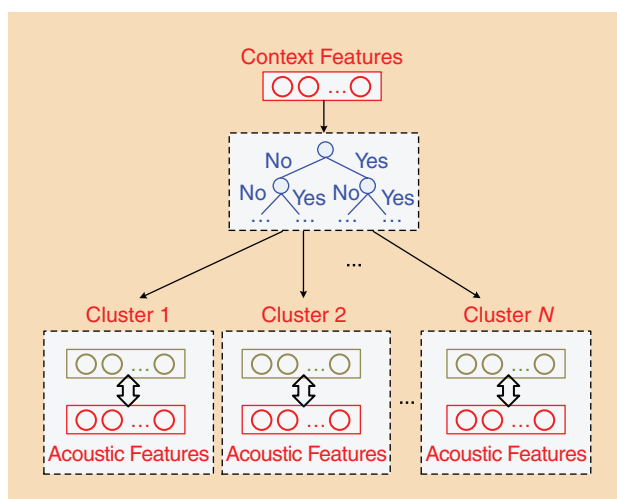 Context Features
...
No Yes
No Yes No Yes
... ... ... ...
...
Cluster 1 Cluster 2 Cluster N
... ... ...
...
... ... ...
Acoustic Features Acoustic Features Acoustic Features